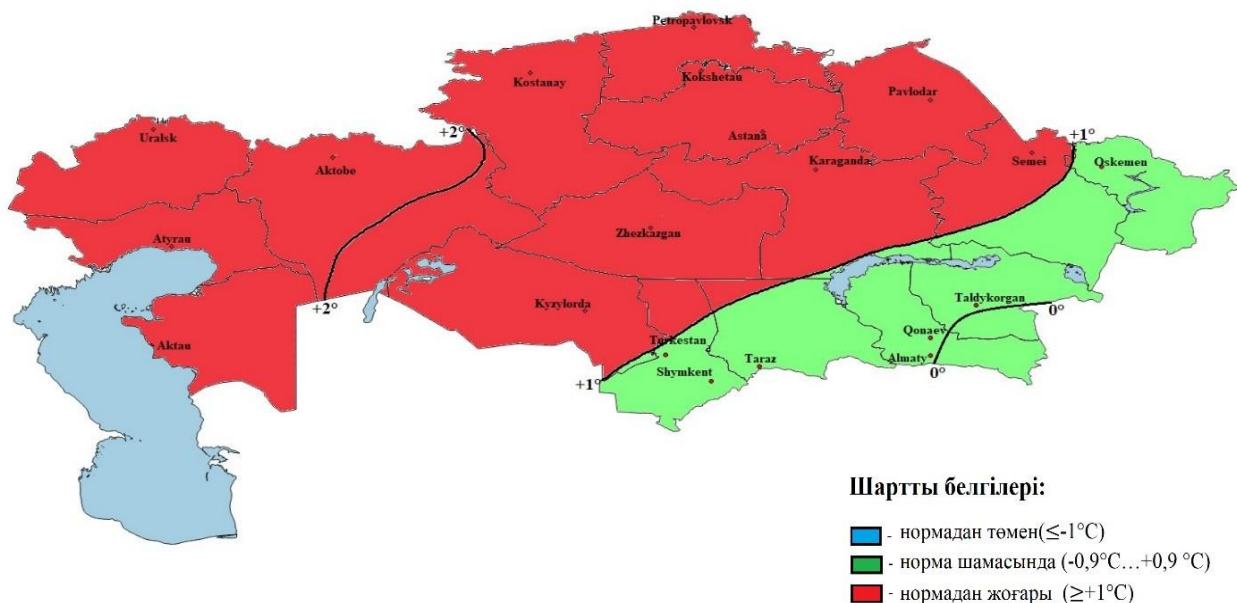 Petropavlovsk
Kostanay
Kokshetau
Pavlodar
Uralsk
+2°
Astana
+1°
Aktobe
Karaganda
Semei
Oskemen
Atyrau
Zhezkazgan
+2°
Kyzylorda
Taldykorgan
0°
Aktau
Turkestan
Qonaev
+1°
Shymkent
Taraz
Almaty
0°
Шартты белгілері:
- нормадан төмен(≤-1°C)
- норма шамасында (-0,9°C…+0,9 °C)
- нормадан жоғары (≥+1°C)